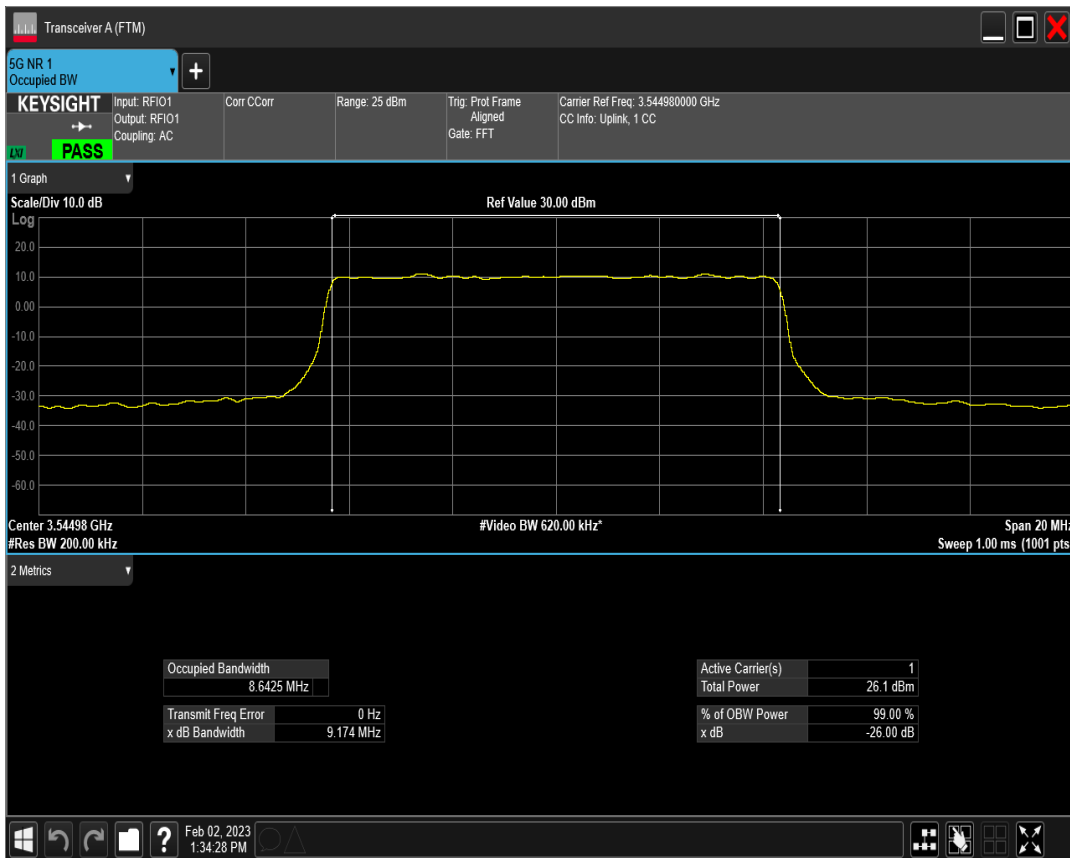 Transceiver A (FTM)
5G NR 1
Occupied BW
+
KEYSIGHT
LXI
PASS
Input: RFIO1
Output: RFIO1
Coupling: AC
Corr CCorr
Range: 25 dBm
Trig: Prot Frame
Aligned
Gate: FFT
Carrier Ref Freq: 3.544980000 GHz
CC Info: Uplink, 1 CC
1 Graph
Scale/Div 10.0 dB
Ref Value 30.00 dBm
Log
20.0
10.0
0.00
-10.0
-20.0
-30.0
-40.0
-50.0
-60.0
Center 3.54498 GHz
#Video BW 620.00 kHz*
Span 20 MHz
#Res BW 200.00 kHz
Sweep 1.00 ms (1001 pts
2 Metrics
Occupied Bandwidth
8.6425 MHz
Transmit Freq Error 0 Hz
x dB Bandwidth 9.174 MHz
Active Carrier(s) 1
Total Power 26.1 dBm
% of OBW Power 99.00 %
x dB -26.00 dB
?
Feb 02, 2023
1:34:28 PM